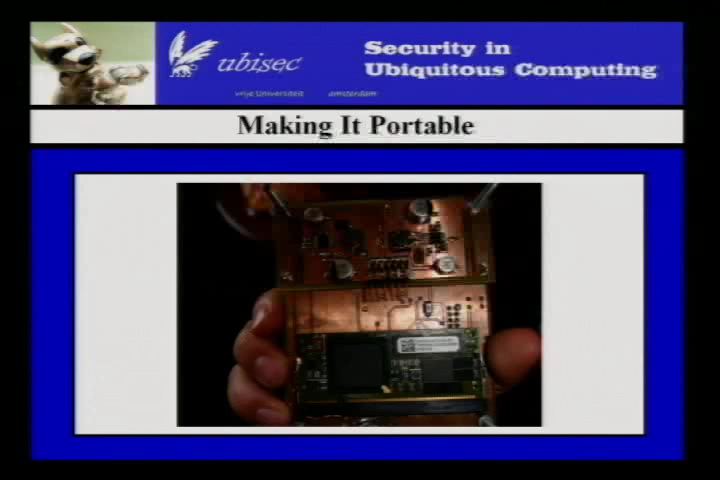 ubisec
Security in
Ubiquitous Computing
vrije Universiteit amsterdam
Making It Portable